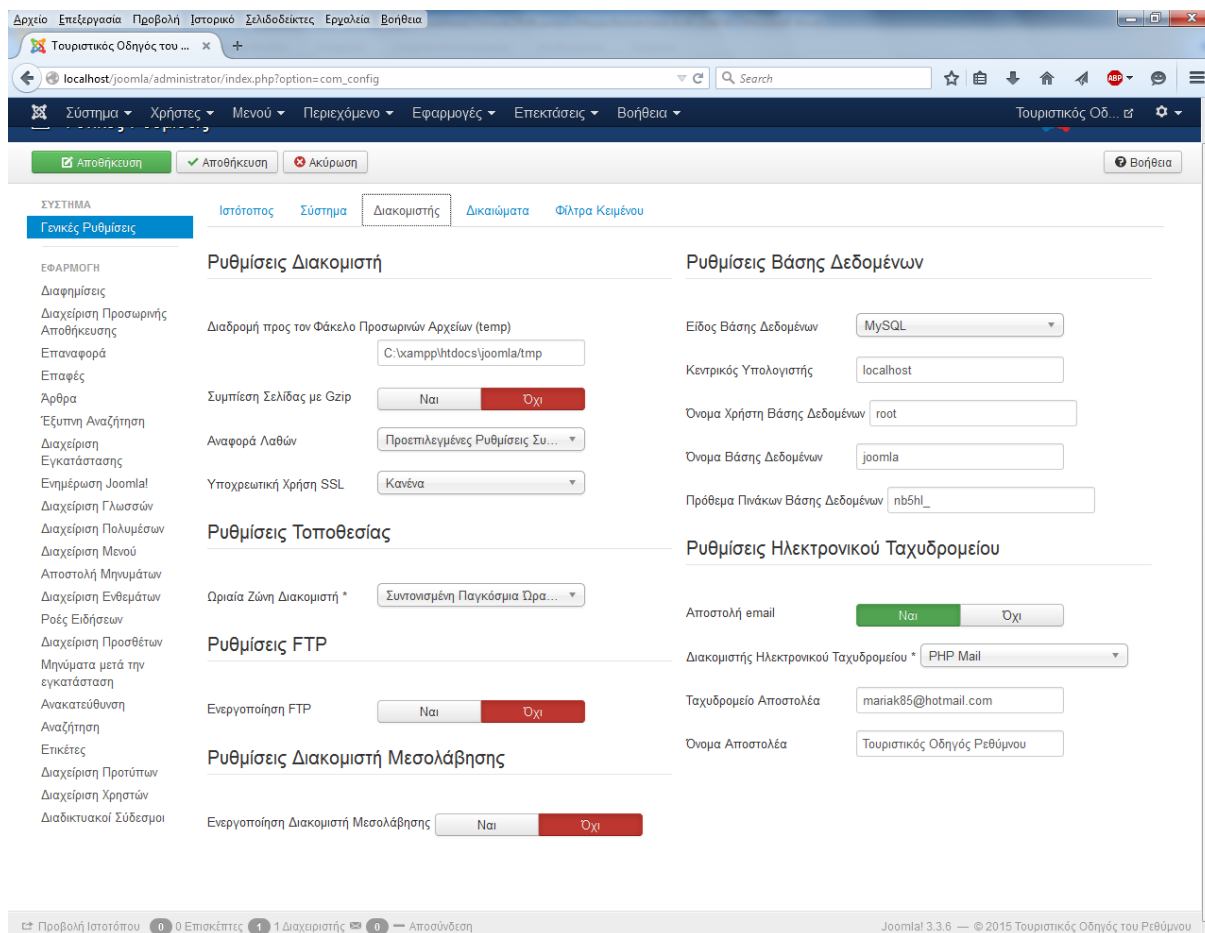 Αρχείο Επεξεργασία Προβολή Ιστορικό Σελιδοδείκτες Εργαλεία Βοήθεια
Τουριστικός Οδηγός του ... × +
localhost/joomla/administrator/index.php?option=com_config
Search
ABP
Σύστημα Χρήστες Μενού Περιεχόμενο Εφαρμογές Επεκτάσεις Βοήθεια
Τουριστικός Οδ...
Αποθήκευση
Αποθήκευση
Ακύρωση
Βοήθεια
ΣΥΣΤΗΜΑ
Γενικές Ρυθμίσεις
ΕΦΑΡΜΟΓΗ
Διαφημίσεις
Διαχείριση Προσωρινής
Αποθήκευσης
Επαναφορά
Επαφές
Άρθρα
Έξυπνη Αναζήτηση
Διαχείριση
Εγκατάστασης
Ενημέρωση Joomla!
Διαχείριση Γλωσσών
Διαχείριση Πολυμέσων
Διαχείριση Μενού
Αποστολή Μηνυμάτων
Διαχείριση Ενθεμάτων
Ροές Ειδήσεων
Διαχείριση Προσθέτων
Μηνύματα μετά την
εγκατάσταση
Ανακατεύθυνση
Αναζήτηση
Ετικέτες
Διαχείριση Προτύπων
Διαχείριση Χρηστών
Διαδικτυακοί Σύδεσμοι
Ιστότοπος Σύστημα Διακομιστής Δικαιώματα Φίλτρα Κειμένου
Ρυθμίσεις Διακομιστή
Διαδρομή προς τον Φάκελο Προσωρινών Αρχείων (temp)
C:\xampp\htdocs\joomla/tmp
Συμπίεση Σελίδας με Gzip Ναι Όχι
Αναφορά Λαθών Προεπιλεγμένες Ρυθμίσεις Συ...
Υποχρεωτική Χρήση SSL Κανένα
Ρυθμίσεις Τοποθεσίας
Ωριαία Ζώνη Διακομιστή * Συντονισμένη Παγκόσμια Ώρα...
Ρυθμίσεις FTP
Ενεργοποίηση FTP Ναι Όχι
Ρυθμίσεις Διακομιστή Μεσολάβησης
Ενεργοποίηση Διακομιστή Μεσολάβησης Ναι Όχι
Ρυθμίσεις Βάσης Δεδομένων
Είδος Βάσης Δεδομένων MySQL
Κεντρικός Υπολογιστής localhost
Όνομα Χρήστη Βάσης Δεδομένων root
Όνομα Βάσης Δεδομένων joomla
Πρόθεμα Πινάκων Βάσης Δεδομένων nb5hl_
Ρυθμίσεις Ηλεκτρονικού Ταχυδρομείου
Αποστολή email Ναι Όχι
Διακομιστής Ηλεκτρονικού Ταχυδρομείου * PHP Mail
Ταχυδρομείο Αποστολέα mariak85@hotmail.com
Όνομα Αποστολέα Τουριστικός Οδηγός Ρεθύμνου
Προβολή Ιστοτόπου 0 0 Επισκέπτες 1 1 Διαχειριστής 0 Αποσύνδεση
Joomla! 3.3.6 — © 2015 Τουριστικός Οδηγός του Ρεθύμνου